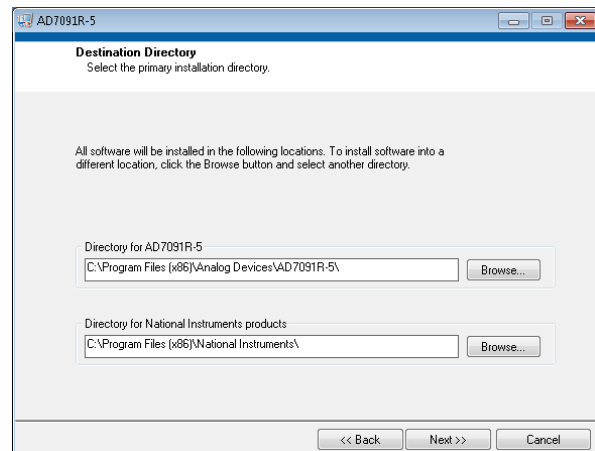 AD7091R-5
Destination Directory
Select the primary installation directory.
All software will be installed in the following locations. To install software into a
different location, click the Browse button and select another directory.
Directory for AD7091R-5
C:\Program Files (x86)\Analog Devices\AD7091R-5\
Browse...
Directory for National Instruments products
C:\Program Files (x86)\National Instruments\
Browse...
<< Back
Next >>
Cancel